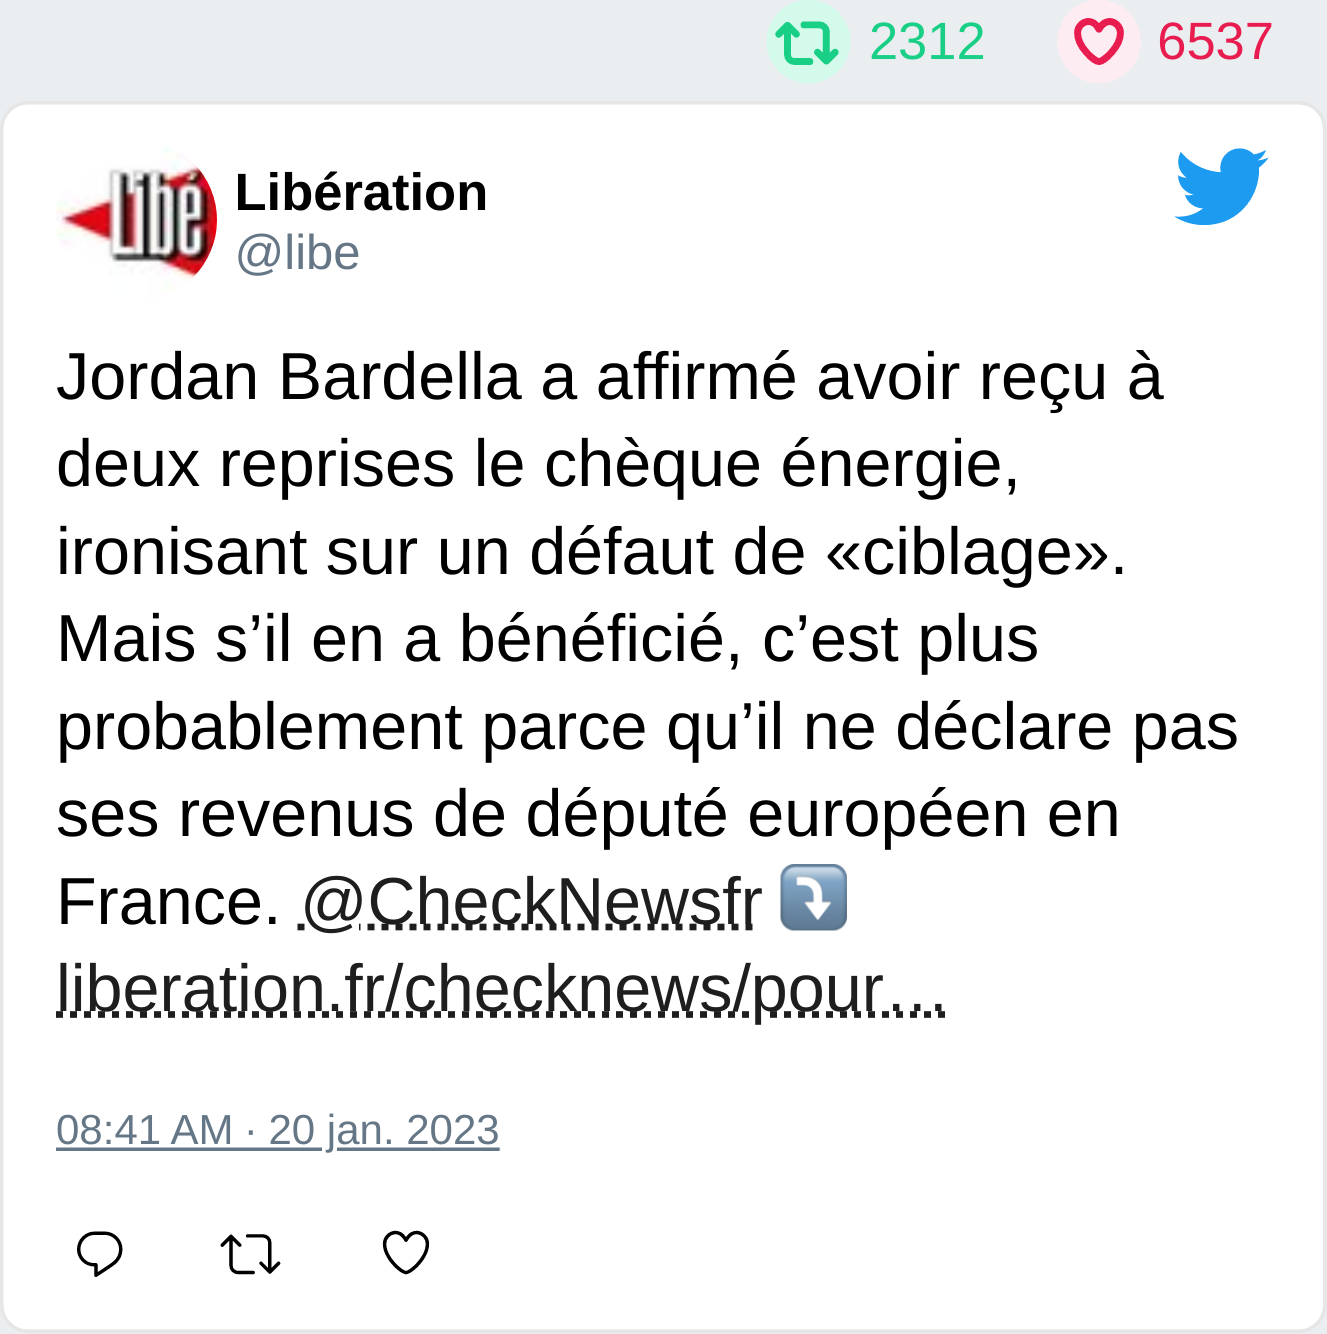 2312 6537
Libé
Libération
@libe
Jordan Bardella a affirmé avoir reçu à
deux reprises le chèque énergie,
ironisant sur un défaut de «ciblage».
Mais s’il en a bénéficié, c’est plus
probablement parce qu’il ne déclare pas
ses revenus de député européen en
France. @CheckNewsfr ⤵️
liberation.fr/checknews/pour…
08:41 AM · 20 jan. 2023